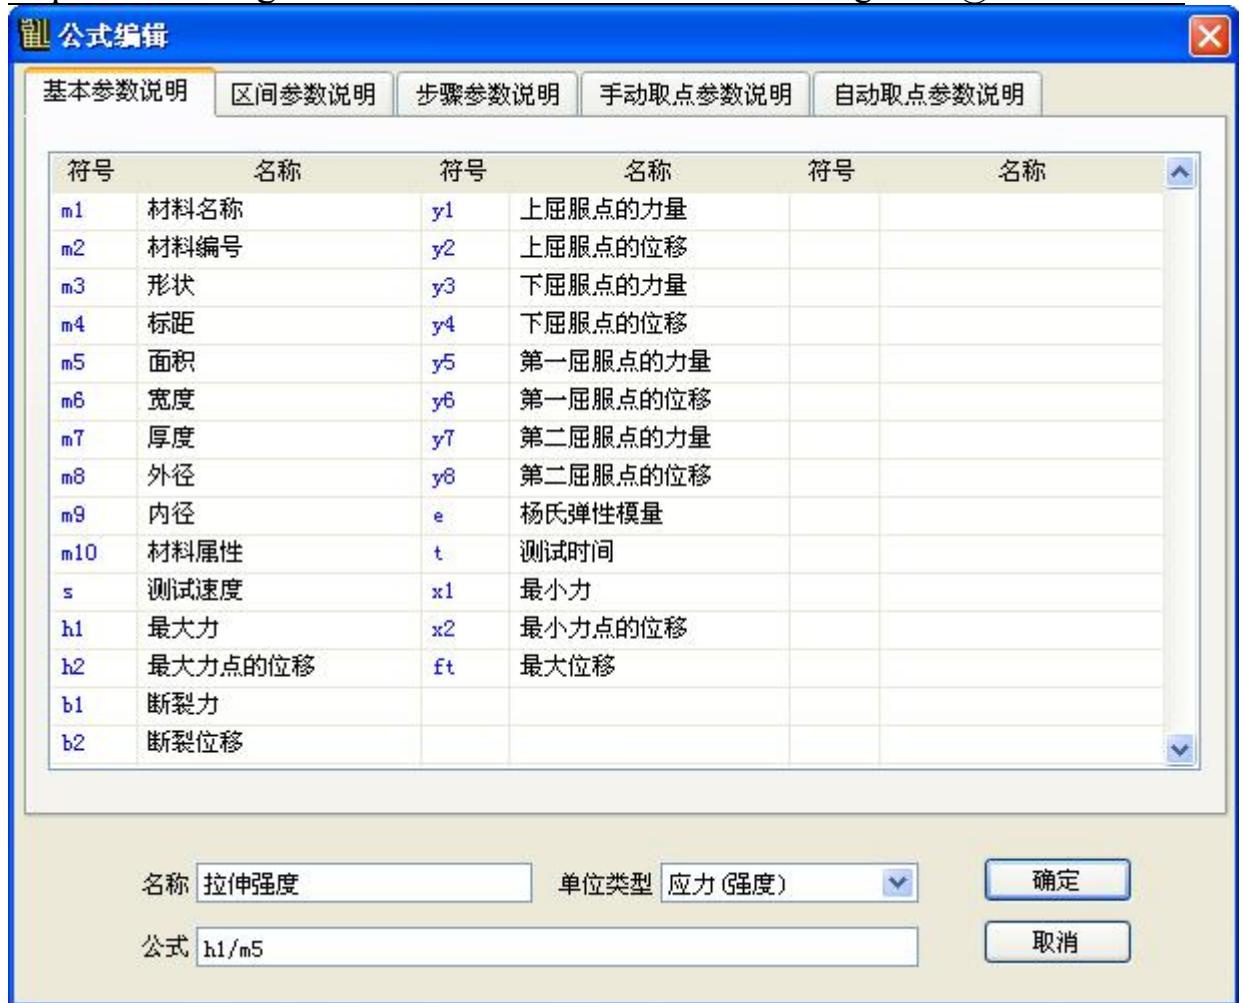 公式编辑
基本参数说明 区间参数说明 步骤参数说明 手动取点参数说明 自动取点参数说明
符号 名称 符号 名称 符号 名称
m1 材料名称 y1 上屈服点的力量
m2 材料编号 y2 上屈服点的位移
m3 形状 y3 下屈服点的力量
m4 标距 y4 下屈服点的位移
m5 面积 y5 第一屈服点的力量
m6 宽度 y6 第一屈服点的位移
m7 厚度 y7 第二屈服点的力量
m8 外径 y8 第二屈服点的位移
m9 内径 e 杨氏弹性模量
m10 材料属性 t 测试时间
s 测试速度 x1 最小力
h1 最大力 x2 最小力点的位移
h2 最大力点的位移 ft 最大位移
b1 断裂力
b2 断裂位移
名称 拉伸强度 单位类型 应力(强度) 确定
公式 h1/m5 取消